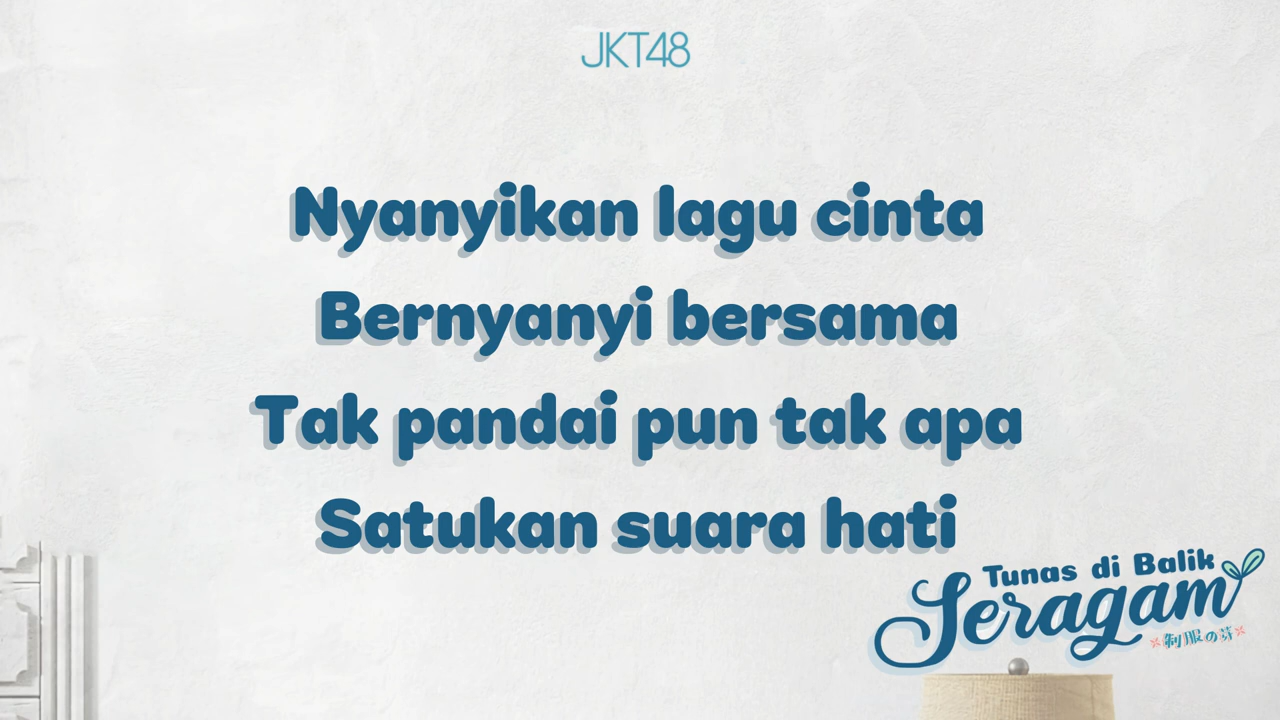 JKT48
Nyanyikan lagu cinta
Bernyanyi bersama
Tak pandai pun tak apa
Satukan suara hati
Tunas di Balik
Seragam
制服の芽